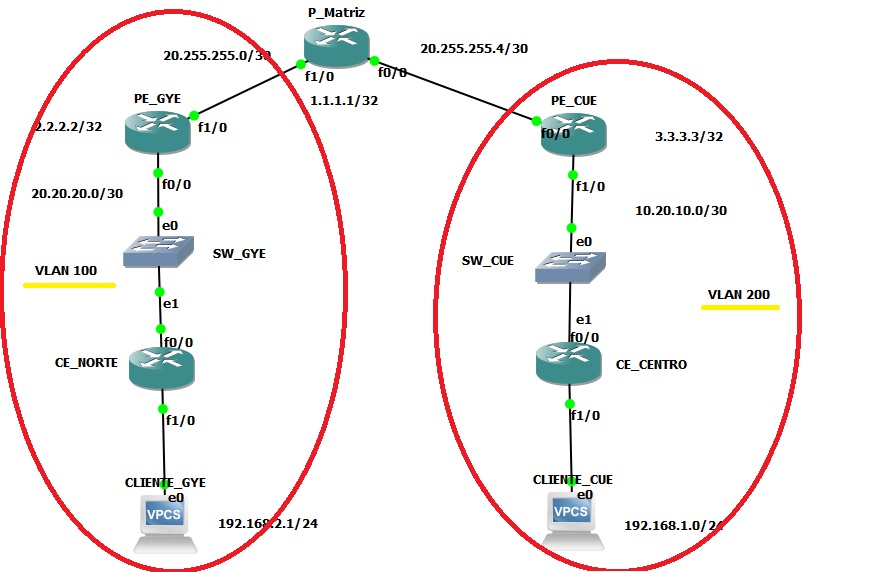 P_Matriz
20.255.255.0/30
20.255.255.4/30
f1/0
f0/0
1.1.1.1/32
PE_GYE
PE_CUE
2.2.2.2/32
f1/0
f0/0
3.3.3.3/32
f0/0
f1/0
20.20.20.0/30
10.20.10.0/30
e0
e0
SW_GYE
SW_CUE
VLAN 100
VLAN 200
e1
e1
f0/0
f0/0
CE_NORTE
CE_CENTRO
f1/0
f1/0
CLIENTE_GYE
CLIENTE_CUE
e0
e0
VPCS
VPCS
192.168.2.1/24
192.168.1.0/24